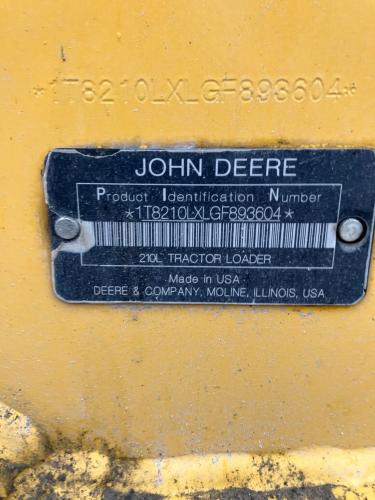 *1T8210LXLGF893604*
JOHN DEERE
Product Identification Number
*1T8210LXLGF893604*
210L TRACTOR LOADER
Made in USA
DEERE & COMPANY, MOLINE, ILLINOIS, USA